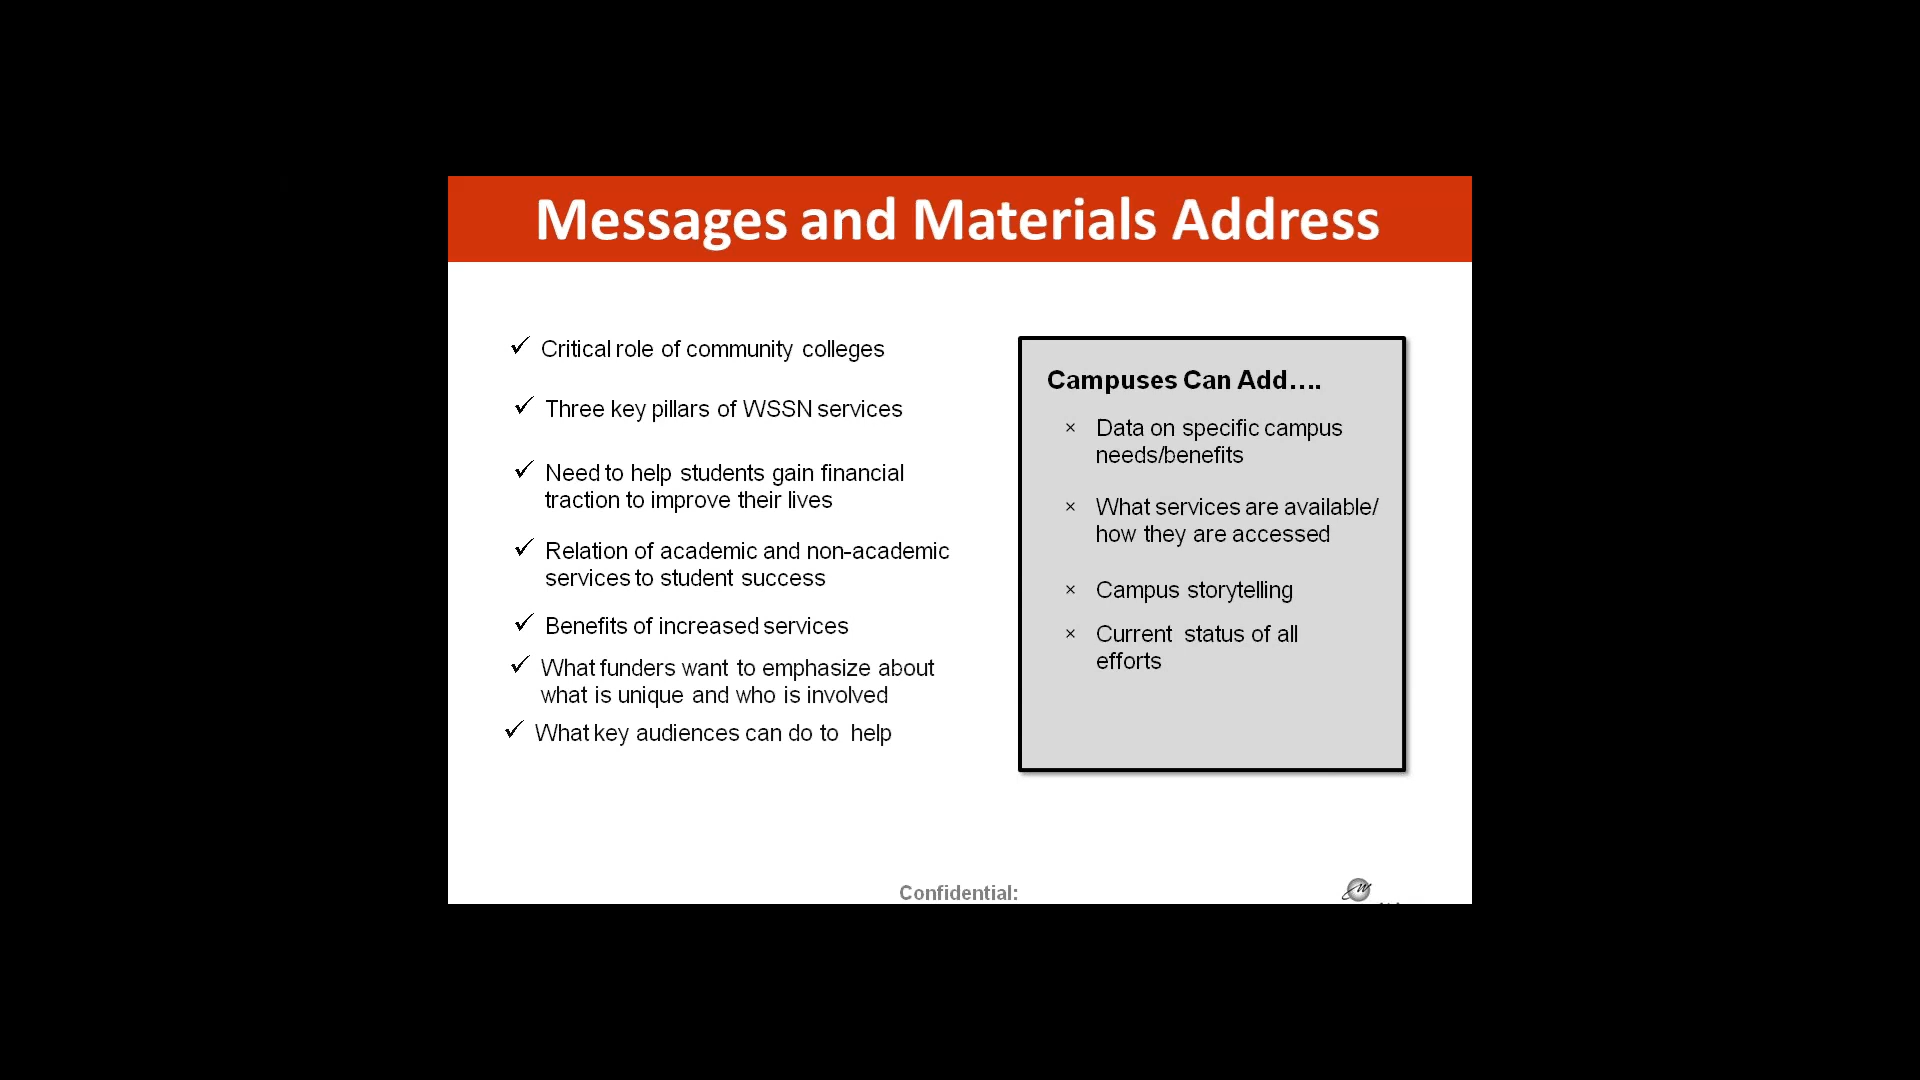 Messages and Materials Address
✓ Critical role of community colleges
✓ Three key pillars of WSSN services
✓ Need to help students gain financial
traction to improve their lives
✓ Relation of academic and non-academic
services to student success
✓ Benefits of increased services
✓ What funders want to emphasize about
what is unique and who is involved
✓ What key audiences can do to  help
Campuses Can Add….
× Data on specific campus
needs/benefits
× What services are available/
how they are accessed
× Campus storytelling
× Current  status of all
efforts
Confidential: